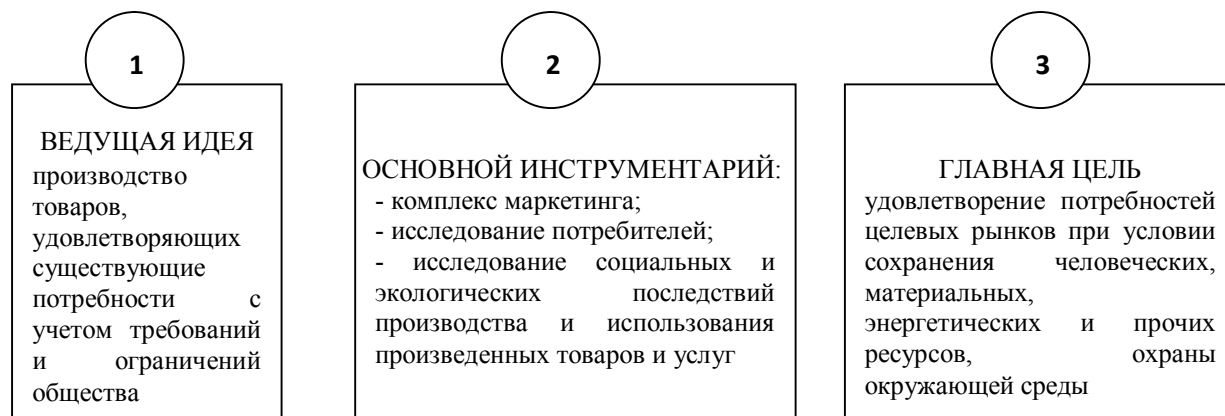 1
ВЕДУЩАЯ ИДЕЯ
производство
товаров,
удовлетворяющих
существующие
потребности с
учетом требований
и ограничений
общества
2
ОСНОВНОЙ ИНСТРУМЕНТАРИЙ:
- комплекс маркетинга;
- исследование потребителей;
- исследование социальных и
экологических последствий
производства и использования
произведенных товаров и услуг
3
ГЛАВНАЯ ЦЕЛЬ
удовлетворение потребностей
целевых рынков при условии
сохранения человеческих,
материальных,
энергетических и прочих
ресурсов, охраны
окружающей среды